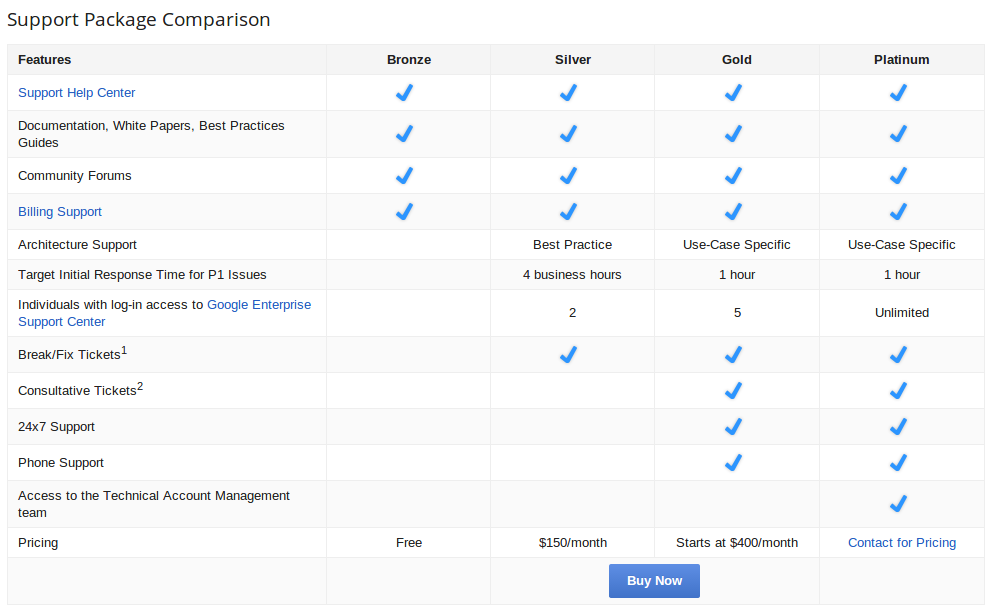 Support Package Comparison
Features Bronze Silver Gold Platinum
Support Help Center
Documentation, White Papers, Best Practices
Guides
Community Forums
Billing Support
Architecture Support Best Practice Use-Case Specific Use-Case Specific
Target Initial Response Time for P1 Issues 4 business hours 1 hour 1 hour
Individuals with log-in access to Google Enterprise
Support Center 2 5 Unlimited
Break/Fix Tickets1
Consultative Tickets2
24x7 Support
Phone Support
Access to the Technical Account Management
team
Pricing Free $150/month Starts at $400/month Contact for Pricing
Buy Now